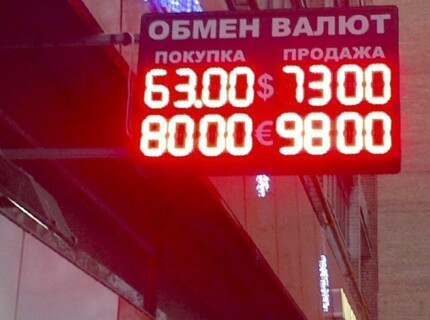 ОБМЕН ВАЛЮТ
ПОКУПКА ПРОДАЖА
63.00 $ 73 00
80 00 € 98 00